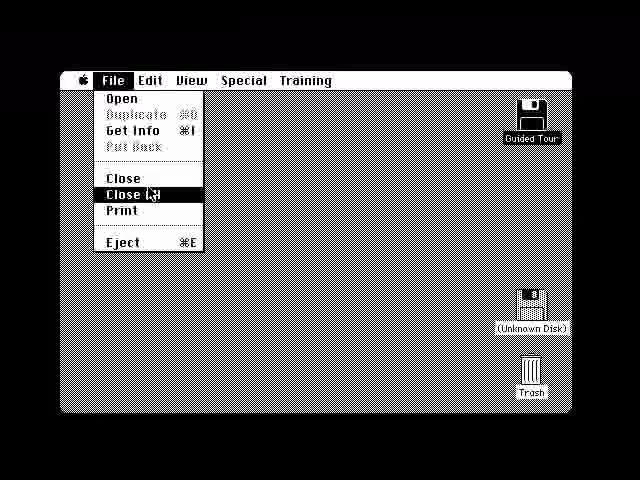 File Edit View Special Training
Open
Duplicate ⌘D
Get Info ⌘I
Put Back
Close
Close All
Print
Eject ⌘E
Guided Tour
(Unknown Disk)
Trash